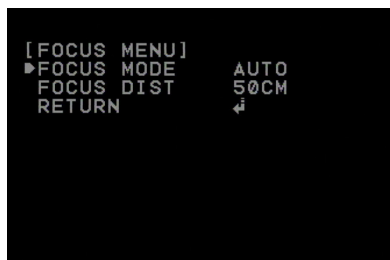 [FOCUS MENU]
FOCUS MODE AUTO
FOCUS DIST 50CM
RETURN ↲